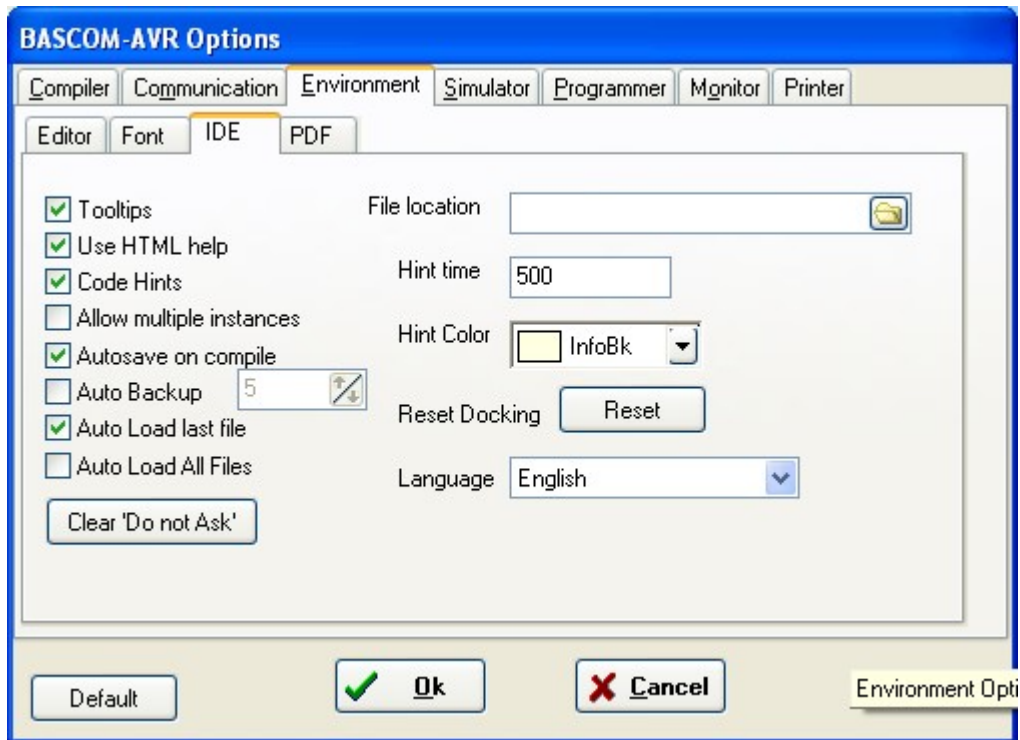 BASCOM-AVR Options
Compiler Communication Environment Simulator Programmer Monitor Printer
Editor Font IDE PDF
Tooltips
Use HTML help
Code Hints
Allow multiple instances
Autosave on compile
Auto Backup 5
Auto Load last file
Auto Load All Files
Clear 'Do not Ask'
File location
Hint time 500
Hint Color InfoBk
Reset Docking Reset
Language English
Default Ok Cancel
Environment Opti